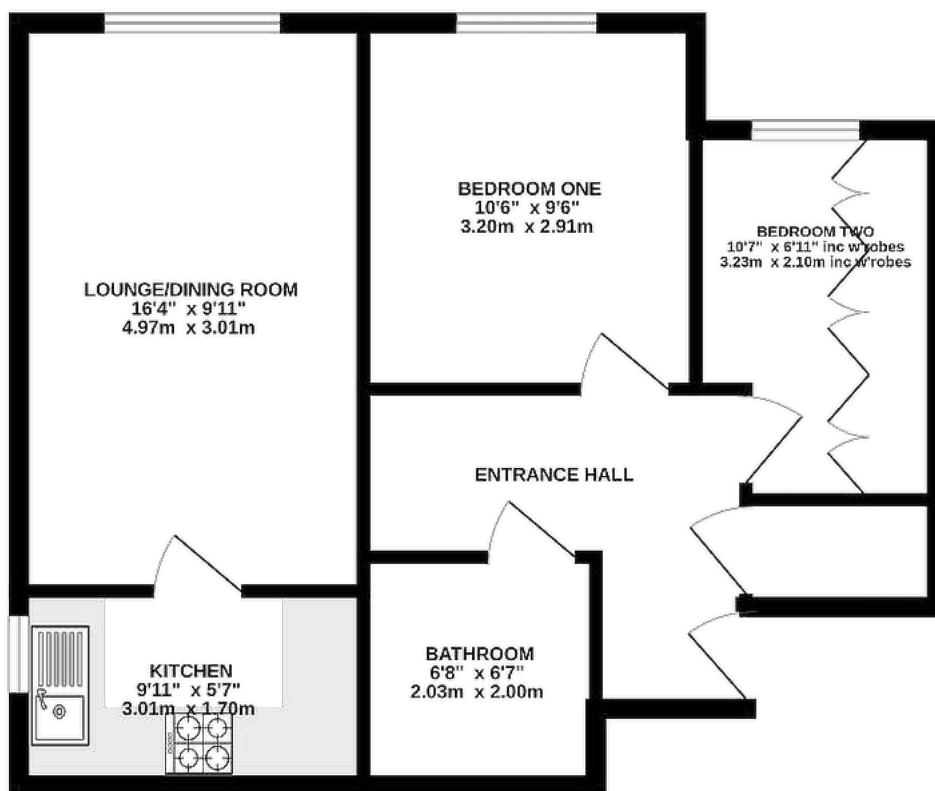 BEDROOM ONE
10'6" x 9'6"
3.20m x 2.91m
BEDROOM TWO
10'7" x 6'11" inc w'robes
3.23m x 2.10m inc w'robes
LOUNGE/DINING ROOM
16'4" x 9'11"
4.97m x 3.01m
ENTRANCE HALL
KITCHEN
9'11" x 5'7"
3.01m x 1.70m
BATHROOM
6'8" x 6'7"
2.03m x 2.00m